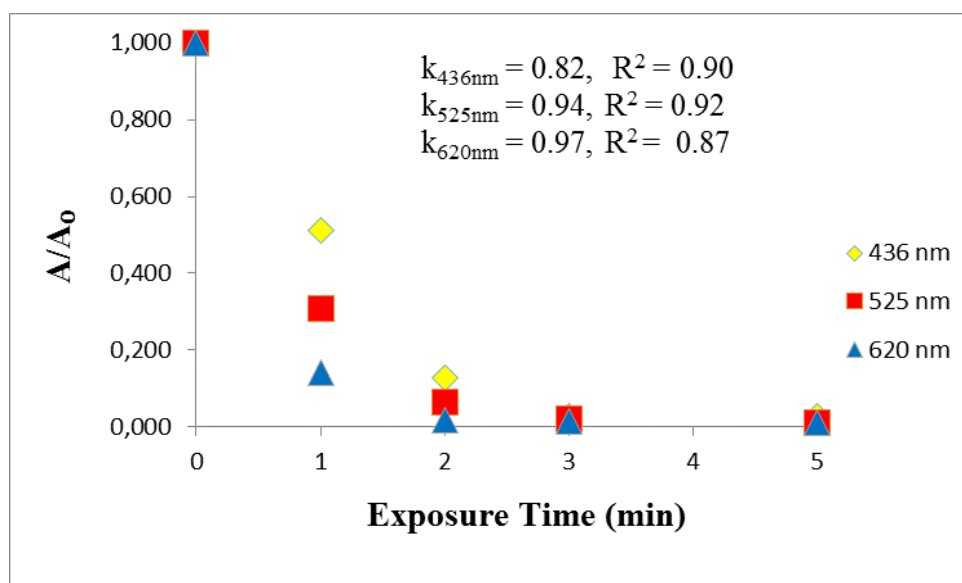 1,000
0,800
0,600
0,400
0,200
0,000
A/A₀
k₄₃₆ₙₘ = 0.82, R² = 0.90
k₅₂₅ₙₘ = 0.94, R² = 0.92
k₆₂₀ₙₘ = 0.97, R² = 0.87
436 nm
525 nm
620 nm
0 1 2 3 4 5
Exposure Time (min)